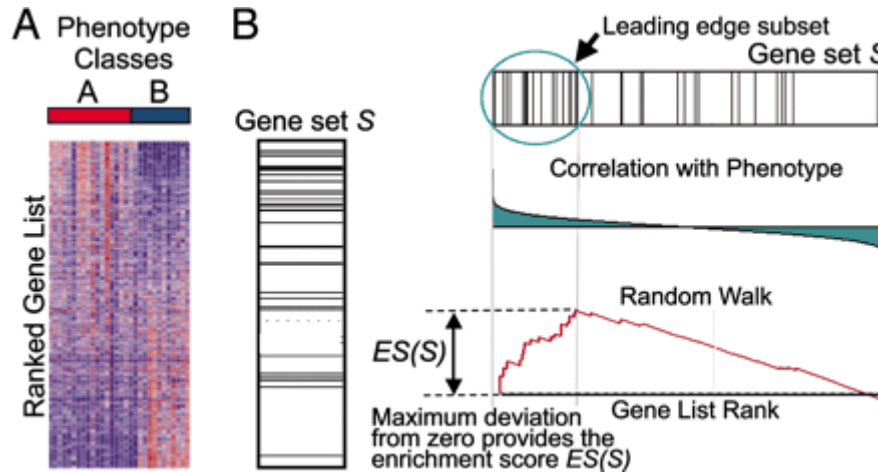 A
Phenotype
Classes
A B
Ranked Gene List
B
Gene set S
Leading edge subset
Gene set S
Correlation with Phenotype
Random Walk
ES(S)
Gene List Rank
Maximum deviation
from zero provides the
enrichment score ES(S)